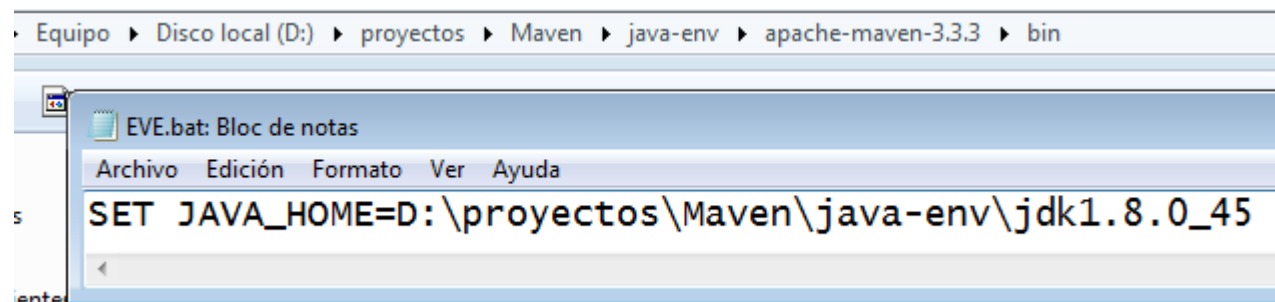 Equipo ▸ Disco local (D:) ▸ proyectos ▸ Maven ▸ java-env ▸ apache-maven-3.3.3 ▸ bin
EVE.bat: Bloc de notas
Archivo Edición Formato Ver Ayuda
SET JAVA_HOME=D:\proyectos\Maven\java-env\jdk1.8.0_45